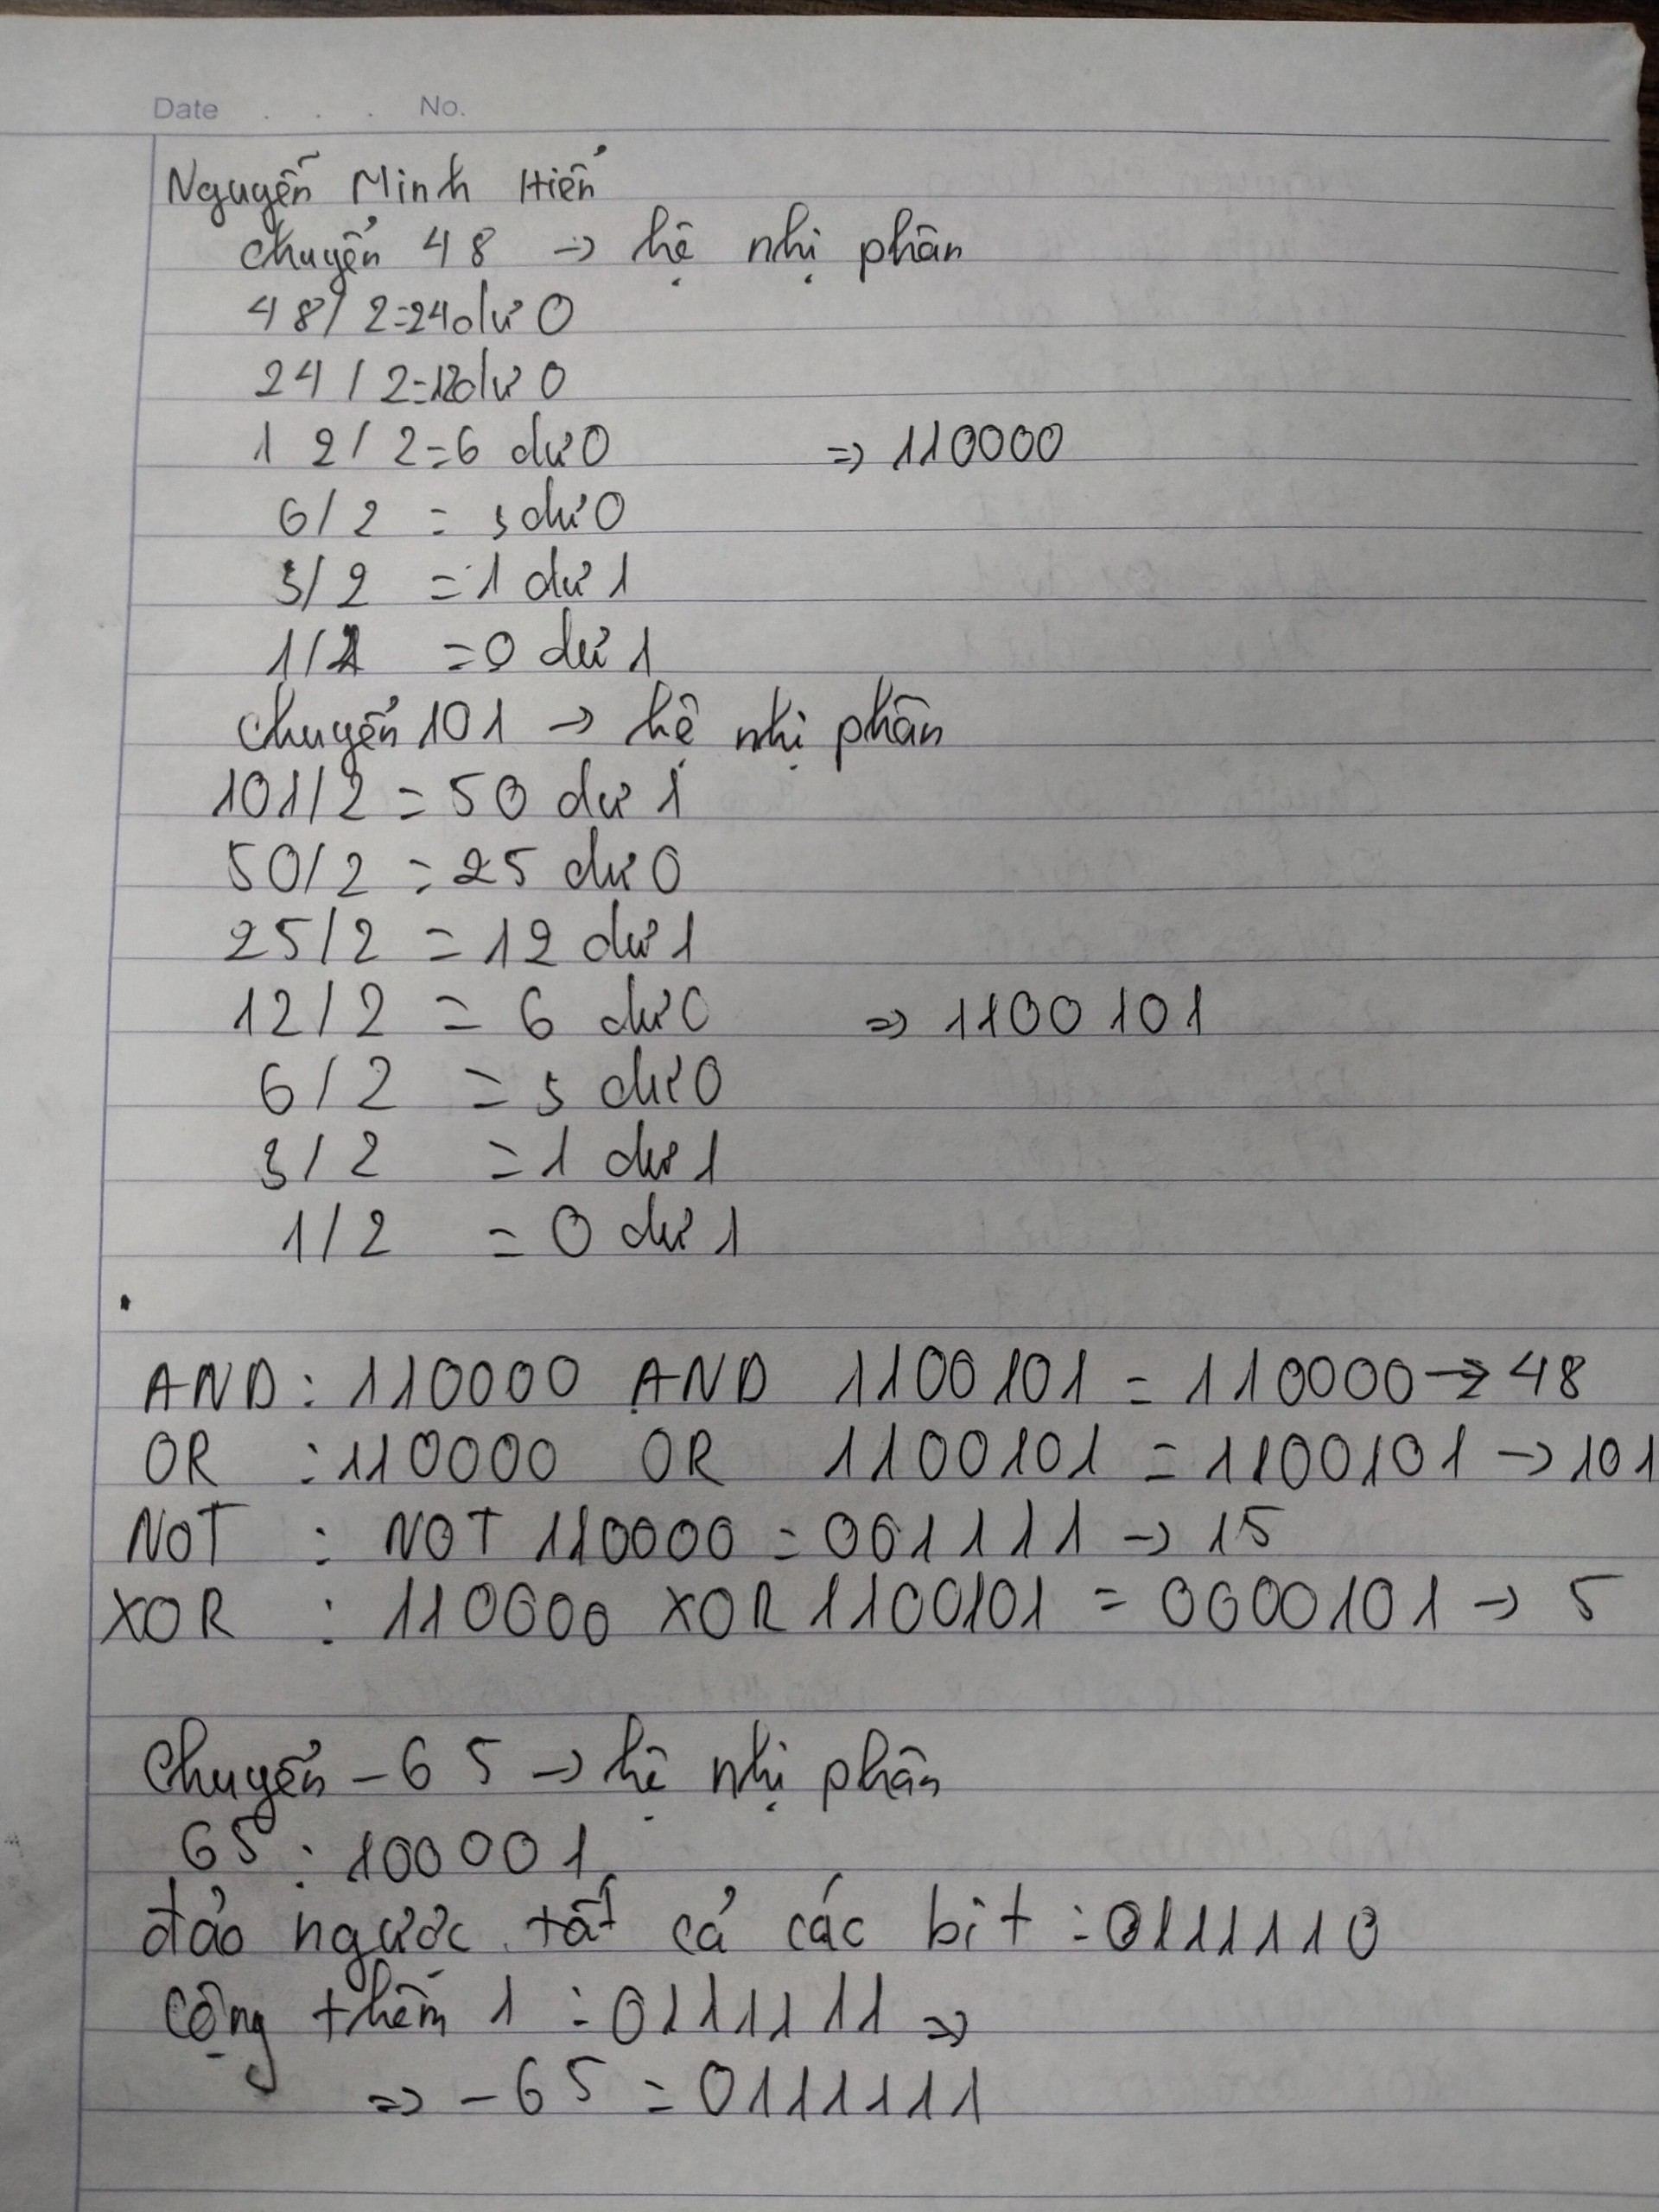 Date . . . No.
Nguyễn Minh Hiển
chuyển 48 -> hệ nhị phân
48/2=24 dư 0
24/2=12 dư 0
12/2=6 dư 0 => 110000
6/2 = 3 dư 0
3/2 = 1 dư 1
1/2 = 0 dư 1
chuyển 101 -> hệ nhị phân
101/2 = 50 dư 1
50/2 = 25 dư 0
25/2 = 12 dư 1
12/2 = 6 dư 0 => 1100101
6/2 = 3 dư 0
3/2 = 1 dư 1
1/2 = 0 dư 1
AND : 110000 AND 1100101 = 110000 -> 48
OR : 110000 OR 1100101 = 1100101 -> 101
NOT : NOT 110000 = 001111 -> 15
XOR : 110000 XOR 1100101 = 0000101 -> 5
Chuyển -65 -> hệ nhị phân
65 : 100001
đảo ngược tất cả các bit : 0111110
Cộng thêm 1 : 0111111 =>
=> -65 = 0111111